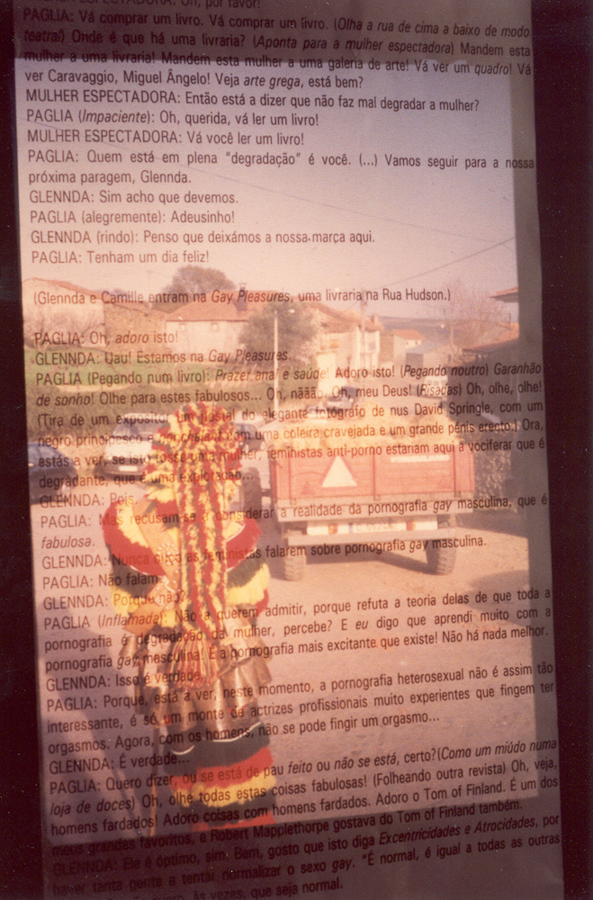 ESPECTADORA: Oh, por favor!
PAGLIA: Vá comprar um livro. Vá comprar um livro. (Olha a rua de cima a baixo de modo
teatral) Onde é que há uma livraria? (Aponta para a mulher espectadora) Mandem esta
mulher a uma livraria! Mandem esta mulher a uma galeria de arte! Vá ver um quadro! Vá
ver Caravaggio, Miguel Ângelo! Veja arte grega, está bem?
MULHER ESPECTADORA: Então está a dizer que não faz mal degradar a mulher?
PAGLIA (Impaciente): Oh, querida, vá ler um livro!
MULHER ESPECTADORA: Vá você ler um livro!
PAGLIA: Quem está em plena "degradação" é você. (...) Vamos seguir para a nossa
próxima paragem, Glennda.
GLENNDA: Sim acho que devemos.
PAGLIA (alegremente): Adeusinho!
GLENNDA (rindo): Penso que deixámos a nossa marca aqui.
PAGLIA: Tenham um dia feliz!
(Glennda e Camille entram na Gay Pleasures, uma livraria na Rua Hudson.)
PAGLIA: Oh, adoro isto!
GLENNDA: Uau! Estamos na Gay Pleasures.
PAGLIA (Pegando num livro): Prazer anal e saúde! Adoro isto! (Pegando noutro) Garanhão
de sonho! Olhe para estes fabulosos... Oh, nããão. Oh, meu Deus! (Risadas) Oh, olhe, olhe!
(Tira de um expositor um postal do elegante fotógrafo de nus David Springle, com um
negro principesco e com uma coleira cravejada e um grande pénis erecto.) Ora,
estás a ver, se isto fosse uma mulher, feministas anti-porno estariam aqui a vociferar que é
degradante, que é uma exploração...
GLENNDA: Pois.
PAGLIA: Mas recusam-se a considerar a realidade da pornografia gay masculina, que é
fabulosa.
GLENNDA: Nunca oiço as feministas falarem sobre pornografia gay masculina.
PAGLIA: Não falam.
GLENNDA: Porque não?
PAGLIA (Inflamada): Não a querem admitir, porque refuta a teoria delas de que toda a
pornografia é degradação da mulher, percebe? E eu digo que aprendi muito com a
pornografia gay masculina! É a pornografia mais excitante que existe! Não há nada melhor.
GLENNDA: Isso é verdade.
PAGLIA: Porque, está a ver, neste momento, a pornografia heterosexual não é assim tão
interessante, é só um monte de actrizes profissionais muito experientes que fingem ter
orgasmos. Agora, com os homens, não se pode fingir um orgasmo...
GLENNDA: É verdade...
PAGLIA: Quero dizer, ou se está de pau feito ou não se está, certo?(Como um miúdo numa
loja de doces) Oh, olhe todas estas coisas fabulosas! (Folheando outra revista) Oh, veja,
homens fardados! Adoro coisas com homens fardados. Adoro o Tom of Finland. É um dos
meus grandes favoritos, e Robert Mapplethorpe gostava do Tom of Finland também.
GLENNDA: Ele é óptimo, sim. Bem, gosto que isto diga Excentricidades e Atrocidades, por
haver tanta gente a tentar normalizar o sexo gay. "É normal, é igual a todas as outras
às vezes, que seja normal.